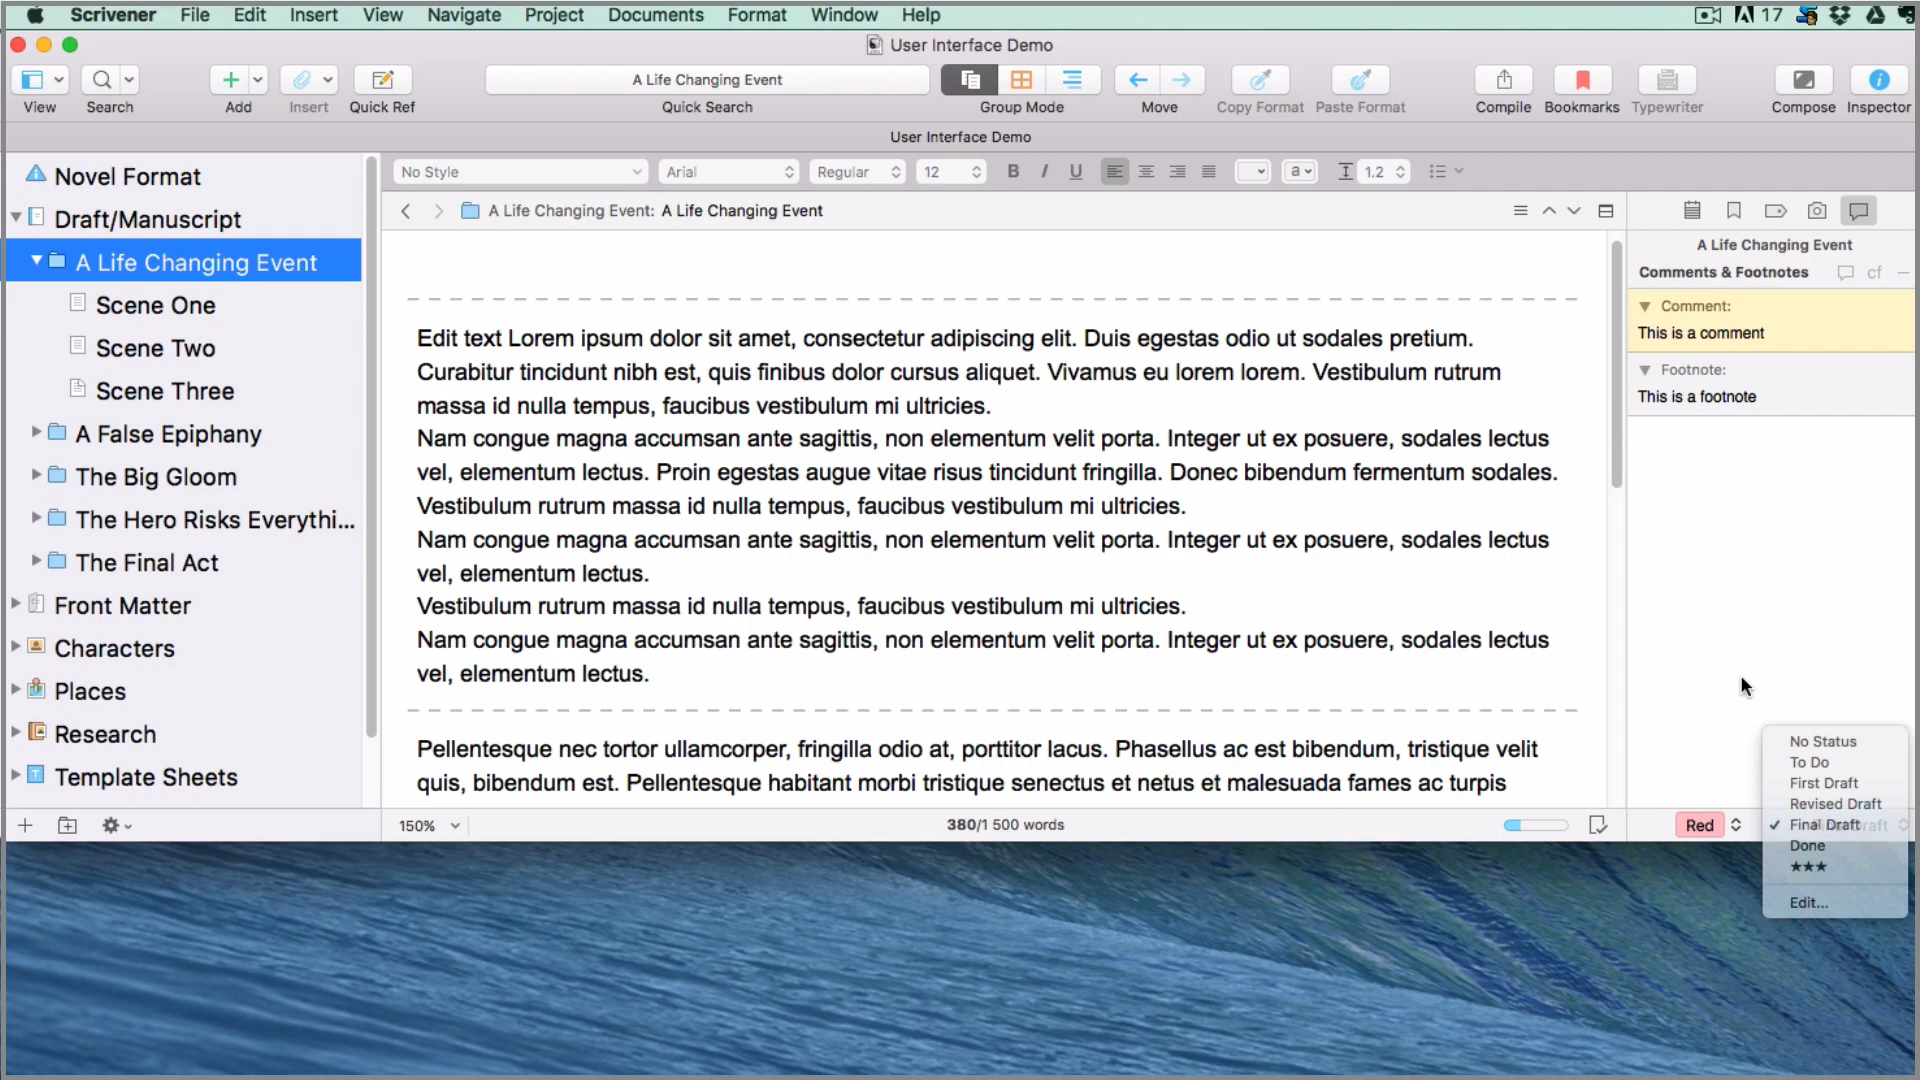 Scrivener File Edit Insert View Navigate Project Documents Format Window Help 17
User Interface Demo
A Life Changing Event
View Search Add Insert Quick Ref Quick Search Group Mode Move Copy Format Paste Format Compile Bookmarks Typewriter Compose Inspector
User Interface Demo
No Style Arial Regular 12 B I U a 1.2
Novel Format
Draft/Manuscript
A Life Changing Event
Scene One
Scene Two
Scene Three
A False Epiphany
The Big Gloom
The Hero Risks Everythi...
The Final Act
Front Matter
Characters
Places
Research
Template Sheets
A Life Changing Event: A Life Changing Event
Edit text Lorem ipsum dolor sit amet, consectetur adipiscing elit. Duis egestas odio ut sodales pretium.
Curabitur tincidunt nibh est, quis finibus dolor cursus aliquet. Vivamus eu lorem lorem. Vestibulum rutrum
massa id nulla tempus, faucibus vestibulum mi ultricies.
Nam congue magna accumsan ante sagittis, non elementum velit porta. Integer ut ex posuere, sodales lectus
vel, elementum lectus. Proin egestas augue vitae risus tincidunt fringilla. Donec bibendum fermentum sodales.
Vestibulum rutrum massa id nulla tempus, faucibus vestibulum mi ultricies.
Nam congue magna accumsan ante sagittis, non elementum velit porta. Integer ut ex posuere, sodales lectus
vel, elementum lectus.
Vestibulum rutrum massa id nulla tempus, faucibus vestibulum mi ultricies.
Nam congue magna accumsan ante sagittis, non elementum velit porta. Integer ut ex posuere, sodales lectus
vel, elementum lectus.
Pellentesque nec tortor ullamcorper, fringilla odio at, porttitor lacus. Phasellus ac est bibendum, tristique velit
quis, bibendum est. Pellentesque habitant morbi tristique senectus et netus et malesuada fames ac turpis
150%
380/1 500 words
A Life Changing Event
Comments & Footnotes cf
Comment:
This is a comment
Footnote:
This is a footnote
Red
No Status
To Do
First Draft
Revised Draft
✓ Final Draft
Done
★★★
Edit...